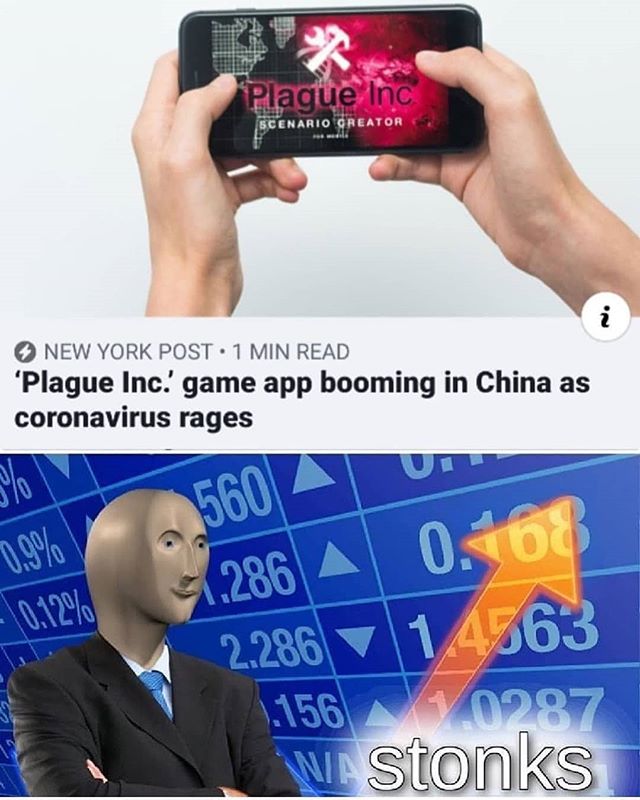 Plague Inc
SCENARIO CREATOR
i
NEW YORK POST • 1 MIN READ
‘Plague Inc.’ game app booming in China as
coronavirus rages
%
560
0.9%
0.168
.286
0.12%
2.286
1.4563
.156
1.0287
N/A
stonks